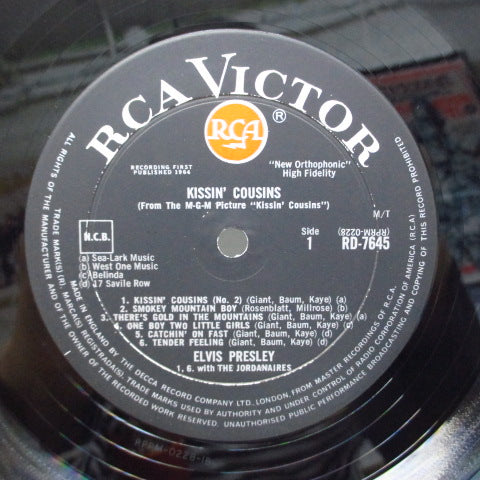 RCA VICTOR
RCA ®
RECORDING FIRST
PUBLISHED 1964
"New Orthophonic"
High Fidelity
KISSIN' COUSINS
(From The M-G-M Picture "Kissin' Cousins")
M/T
N.C.B.
Side
1
(RPRM-0228)
RD-7645
(a) Sea-Lark Music
(b) West One Music
(c) Belinda
(d) 17 Savile Row
1. KISSIN' COUSINS (No. 2) (Giant, Baum, Kaye) (a)
2. SMOKEY MOUNTAIN BOY (Rosenblatt, Millrose) (b)
3. THERE'S GOLD IN THE MOUNTAINS (Giant, Baum, Kaye) (a)
4. ONE BOY TWO LITTLE GIRLS (Giant, Baum, Kaye) (c)
5. CATCHIN' ON FAST (Giant, Baum, Kaye) (d)
6. TENDER FEELING (Giant, Baum, Kaye) (d)
ELVIS PRESLEY
1, 6. with THE JORDANAIRES
MADE IN ENGLAND BY THE DECCA RECORD COMPANY LTD., LONDON, FROM MASTER RECORDINGS OF R.C.A.
TRADE MARK(S) (R). MARCA(S) REGISTRADA(S) USED BY AUTHORITY AND UNDER CONTROL OF RADIO CORPORATION OF AMERICA (R.C.A.)
ALL RIGHTS OF THE MANUFACTURER AND OF THE OWNER OF THE RECORDED WORK RESERVED. UNAUTHORISED PUBLIC PERFORMANCE BROADCASTING AND COPYING OF THIS RECORD PROHIBITED